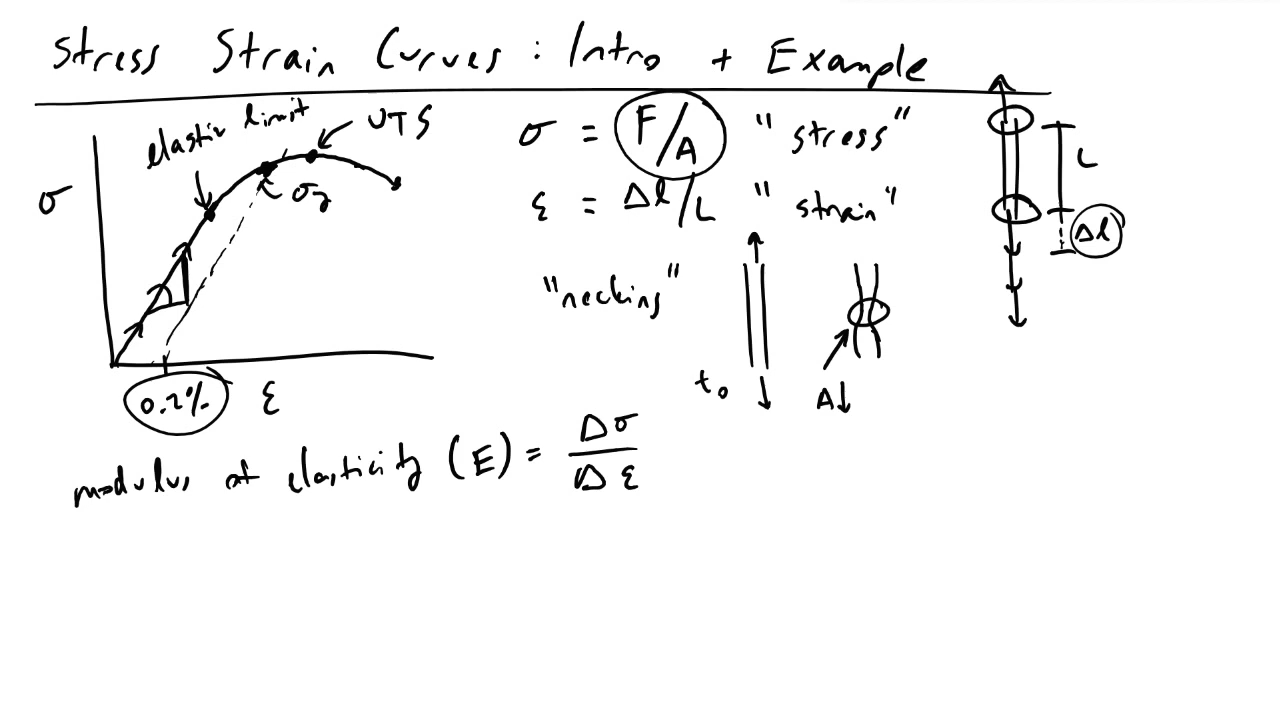 Stress Strain Curves : Intro + Example
elastic limit
UTS
σ
σy
0.2%
ε
σ = F/A "stress"
ε = Δl/L "strain"
L
Δl
"necking"
t₀
A↓
modulus of elasticity (E) = Δσ/Δε